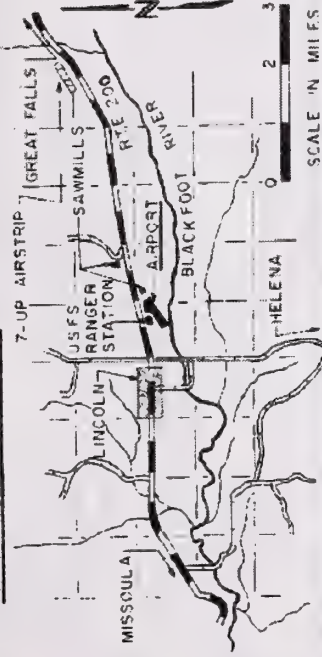 7-UP AIRSTRIP
GREAT FALLS
SAWMILLS
USFS
RANGER
STATION
LINCOLN
MISSOULA
RTE 200
AIRPORT
BLACKFOOT
RIVER
HELENA
N
0 2 3
SCALE IN MILES